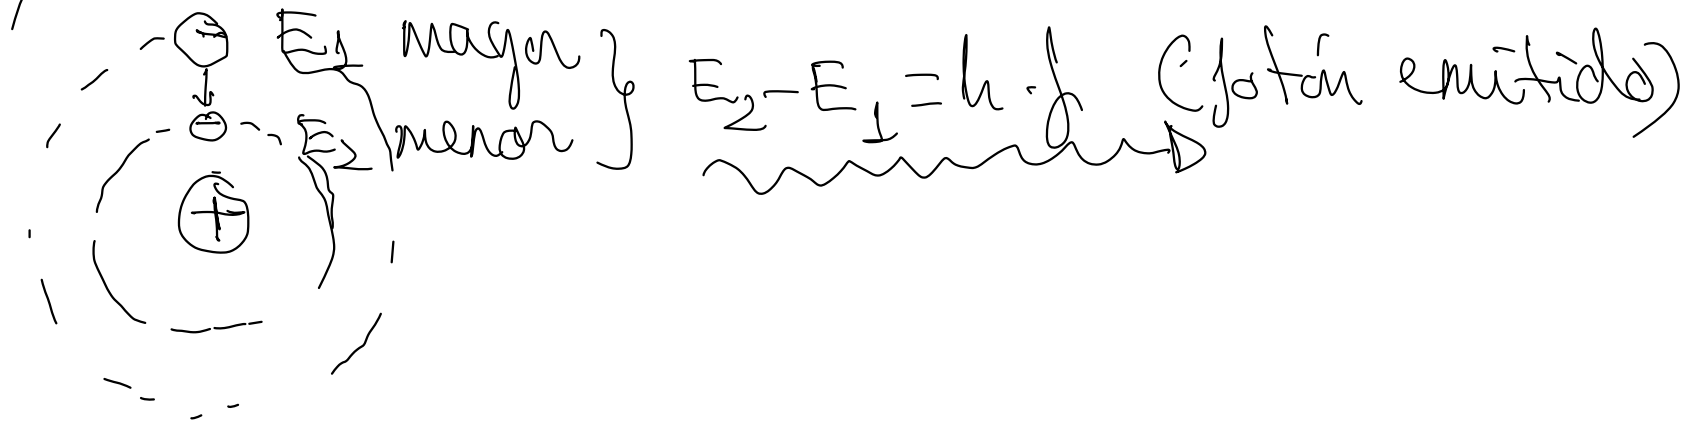 E₁ mayor
E₂ menor } E₂ - E₁ = h · f (fotón emitido)
- 
-
+